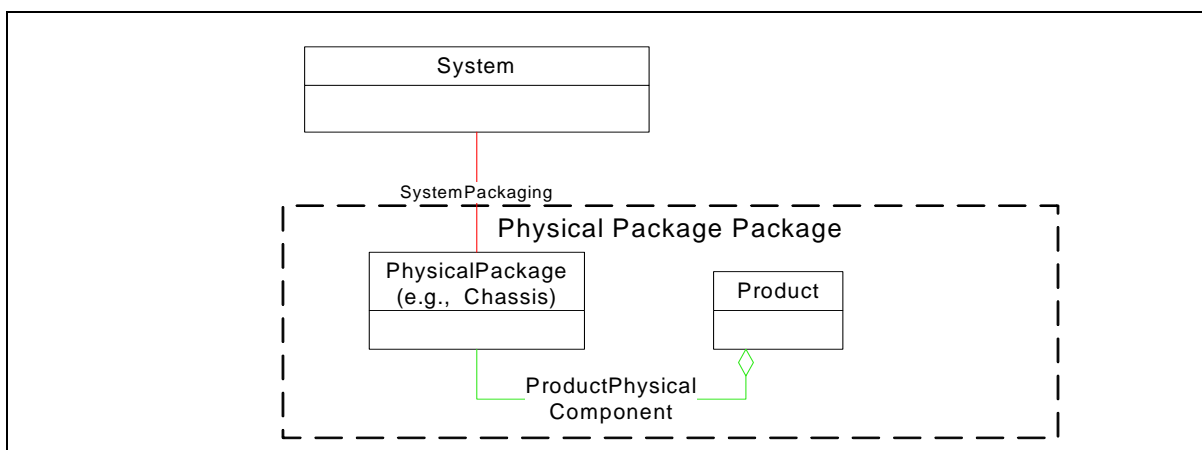 System
SystemPackaging
Physical Package Package
PhysicalPackage
(e.g., Chassis)
Product
ProductPhysical
Component